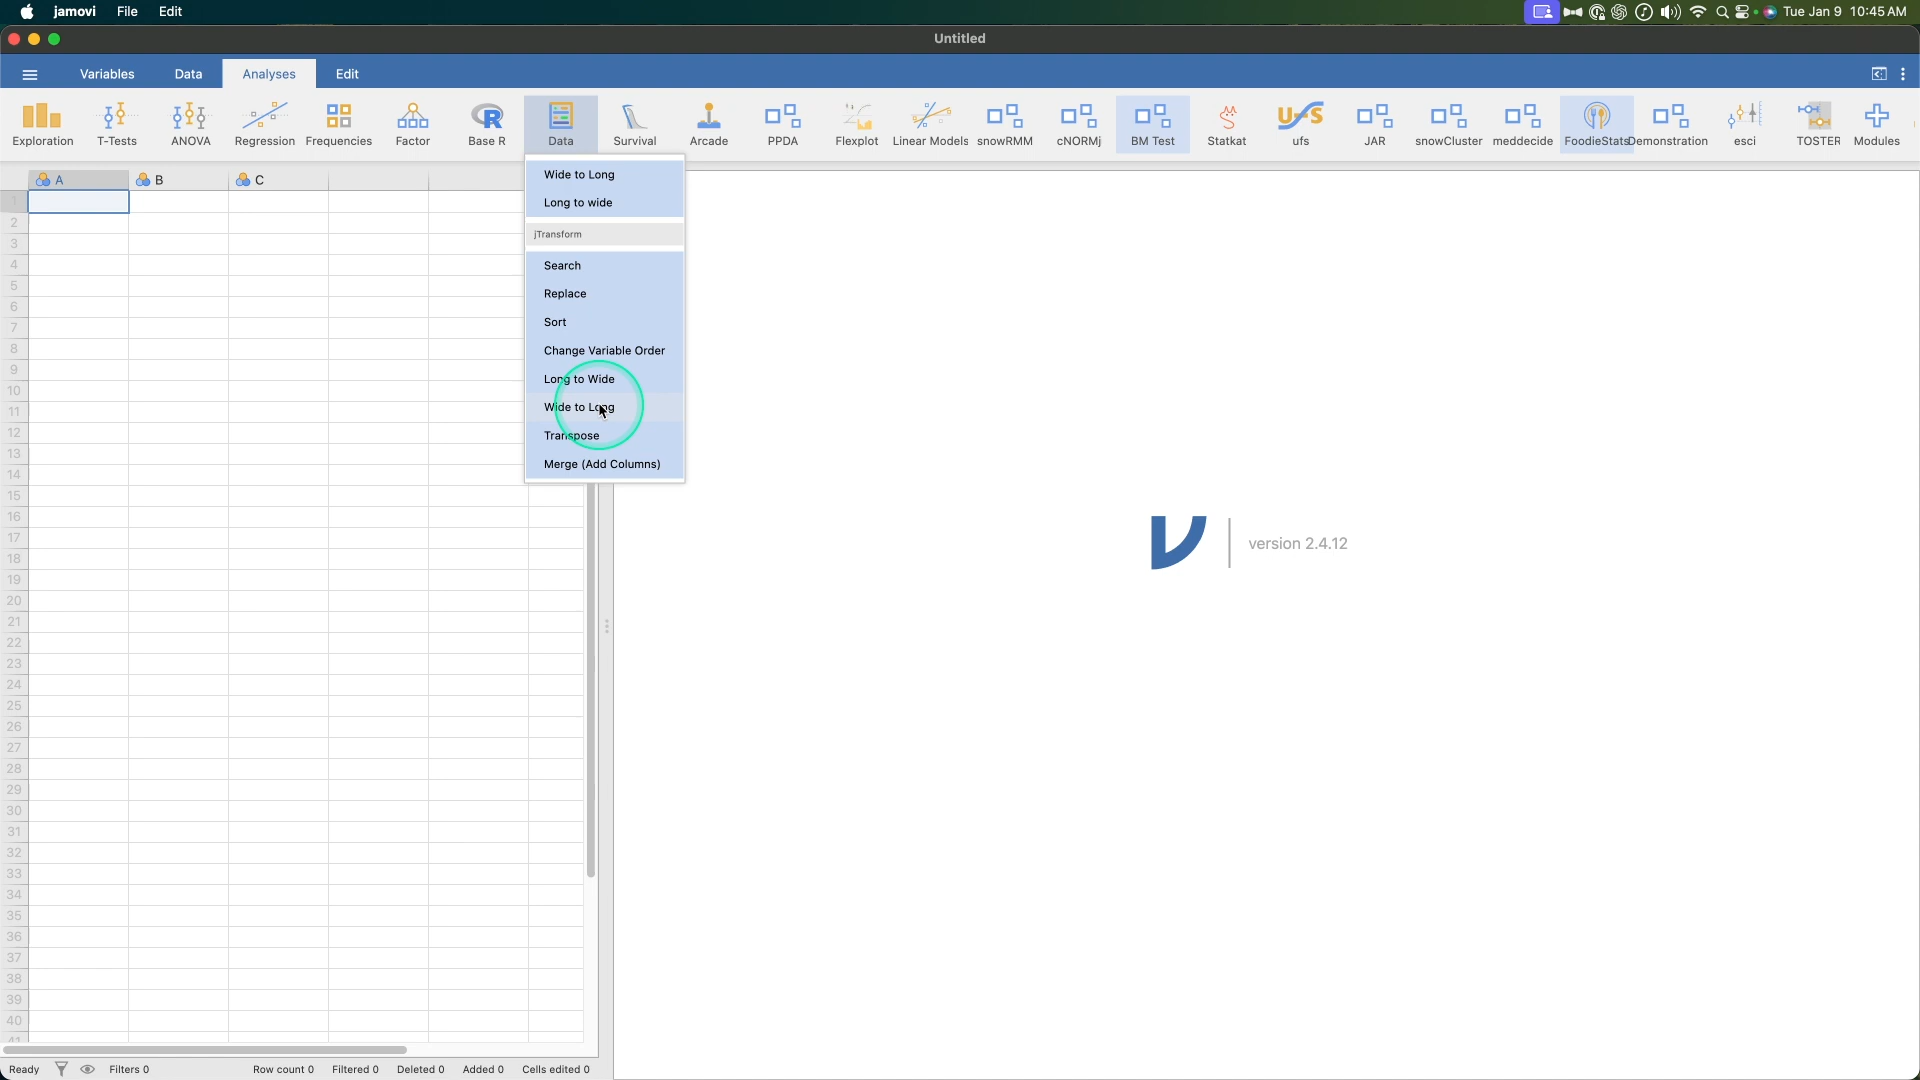 jamovi File Edit
Tue Jan 9 10:45 AM
Untitled
Variables Data Analyses Edit
Exploration T-Tests ANOVA Regression Frequencies Factor Base R Data Survival Arcade PPDA Flexplot Linear Models snowRMM cNORMj BM Test Statkat ufs JAR snowCluster meddecide FoodieStats Demonstration esci TOSTER Modules
A B C
Wide to Long
Long to wide
jTransform
Search
Replace
Sort
Change Variable Order
Long to Wide
Wide to Long
Transpose
Merge (Add Columns)
1
2
3
4
5
6
7
8
9
10
11
12
13
14
15
16
17
18
19
20
21
22
23
24
25
26
27
28
29
30
31
32
33
34
35
36
37
38
39
40
41
version 2.4.12
Ready Filters 0 Row count 0 Filtered 0 Deleted 0 Added 0 Cells edited 0